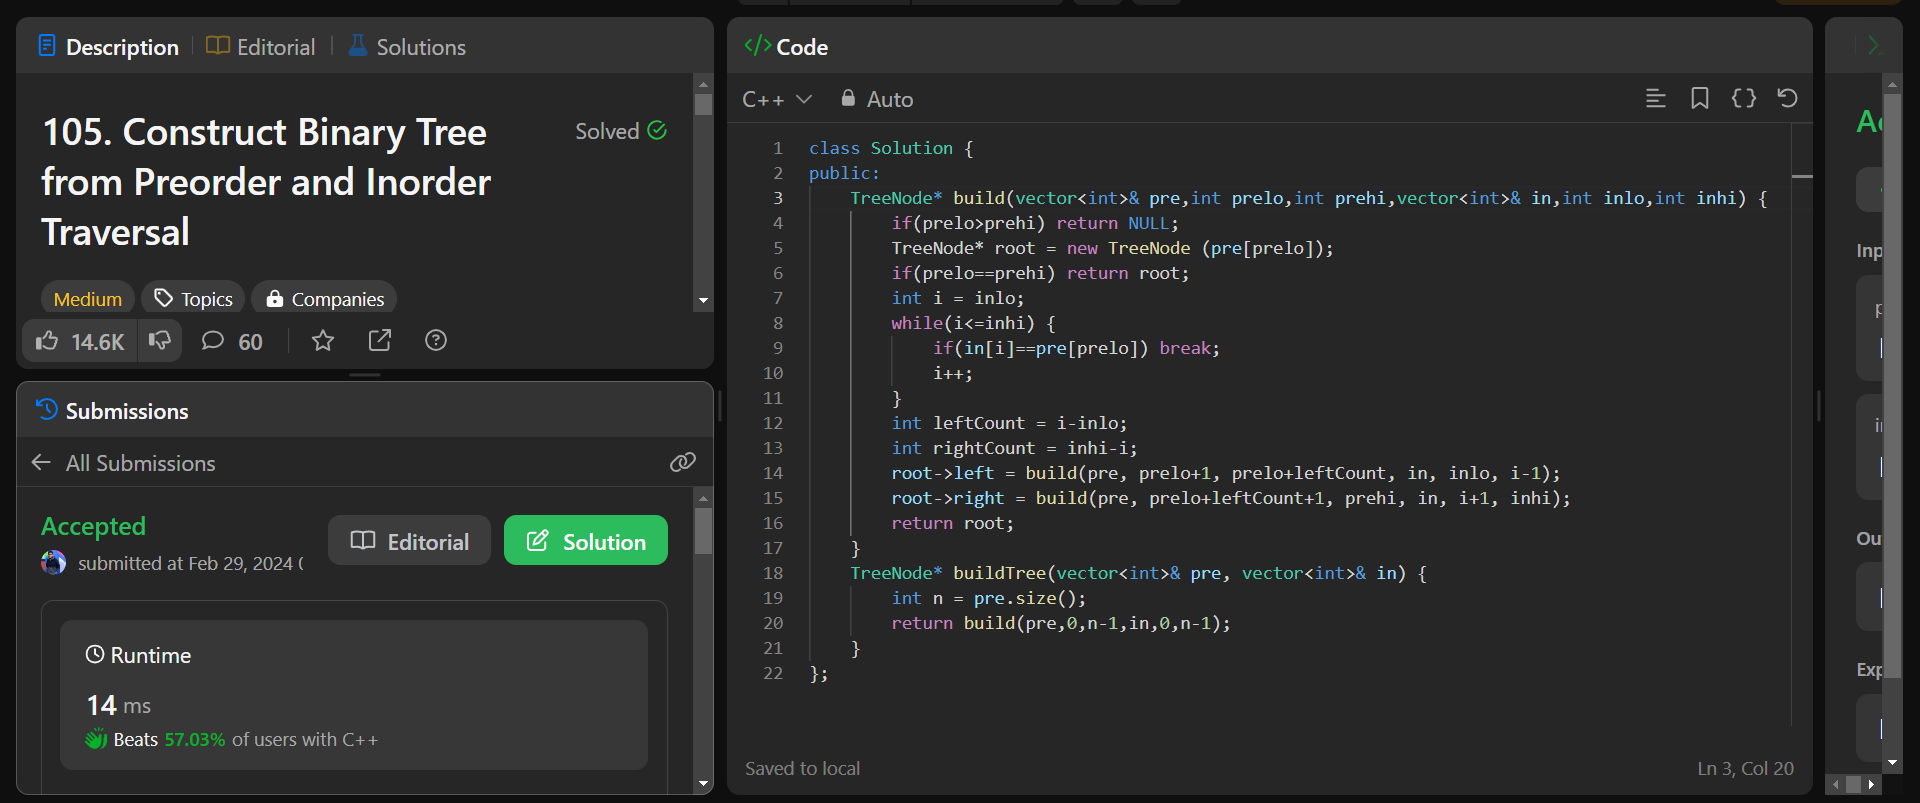 Description
Editorial
Solutions
105. Construct Binary Tree
from Preorder and Inorder
Traversal
Solved
Medium
Topics
Companies
14.6K
60
Submissions
All Submissions
Accepted
submitted at Feb 29, 2024
Editorial
Solution
Runtime
14 ms
Beats 57.03% of users with C++
</> Code
C++
Auto
1 class Solution {
2 public:
3 TreeNode* build(vector<int>& pre,int prelo,int prehi,vector<int>& in,int inlo,int inhi) {
4 if(prelo>prehi) return NULL;
5 TreeNode* root = new TreeNode (pre[prelo]);
6 if(prelo==prehi) return root;
7 int i = inlo;
8 while(i<=inhi) {
9 if(in[i]==pre[prelo]) break;
10 i++;
11 }
12 int leftCount = i-inlo;
13 int rightCount = inhi-i;
14 root->left = build(pre, prelo+1, prelo+leftCount, in, inlo, i-1);
15 root->right = build(pre, prelo+leftCount+1, prehi, in, i+1, inhi);
16 return root;
17 }
18 TreeNode* buildTree(vector<int>& pre, vector<int>& in) {
19 int n = pre.size();
20 return build(pre,0,n-1,in,0,n-1);
21 }
22 };
Saved to local
Ln 3, Col 20
Inp
Ou
Exp